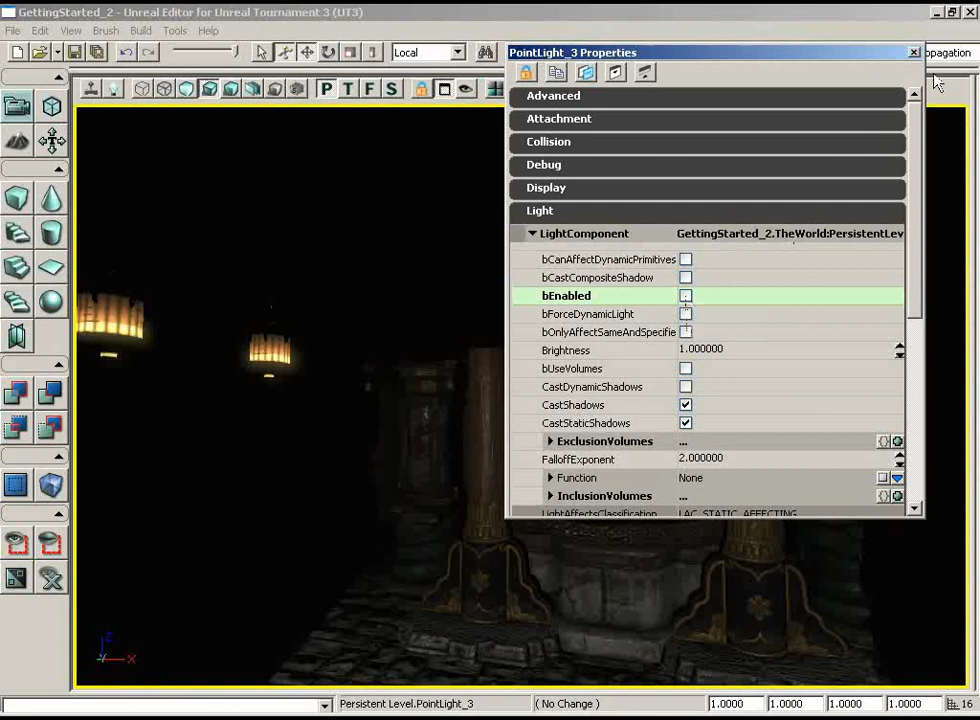 GettingStarted_2 - Unreal Editor for Unreal Tournament 3 (UT3)
File Edit View Brush Build Tools Help
Local
opagation
PointLight_3 Properties
P T F S
Advanced
Attachment
Collision
Debug
Display
Light
LightComponent GettingStarted_2.TheWorld:PersistentLev
bCanAffectDynamicPrimitives
bCastCompositeShadow
bEnabled
bForceDynamicLight
bOnlyAffectSameAndSpecifie
Brightness 1.000000
bUseVolumes
CastDynamicShadows
CastShadows
CastStaticShadows
ExclusionVolumes ...
FalloffExponent 2.000000
Function None
InclusionVolumes ...
LightAffectsClassification LAC_STATIC_AFFECTING
Z
X
Persistent Level.PointLight_3 ( No Change ) 1.0000 1.0000 1.0000 1.0000 16